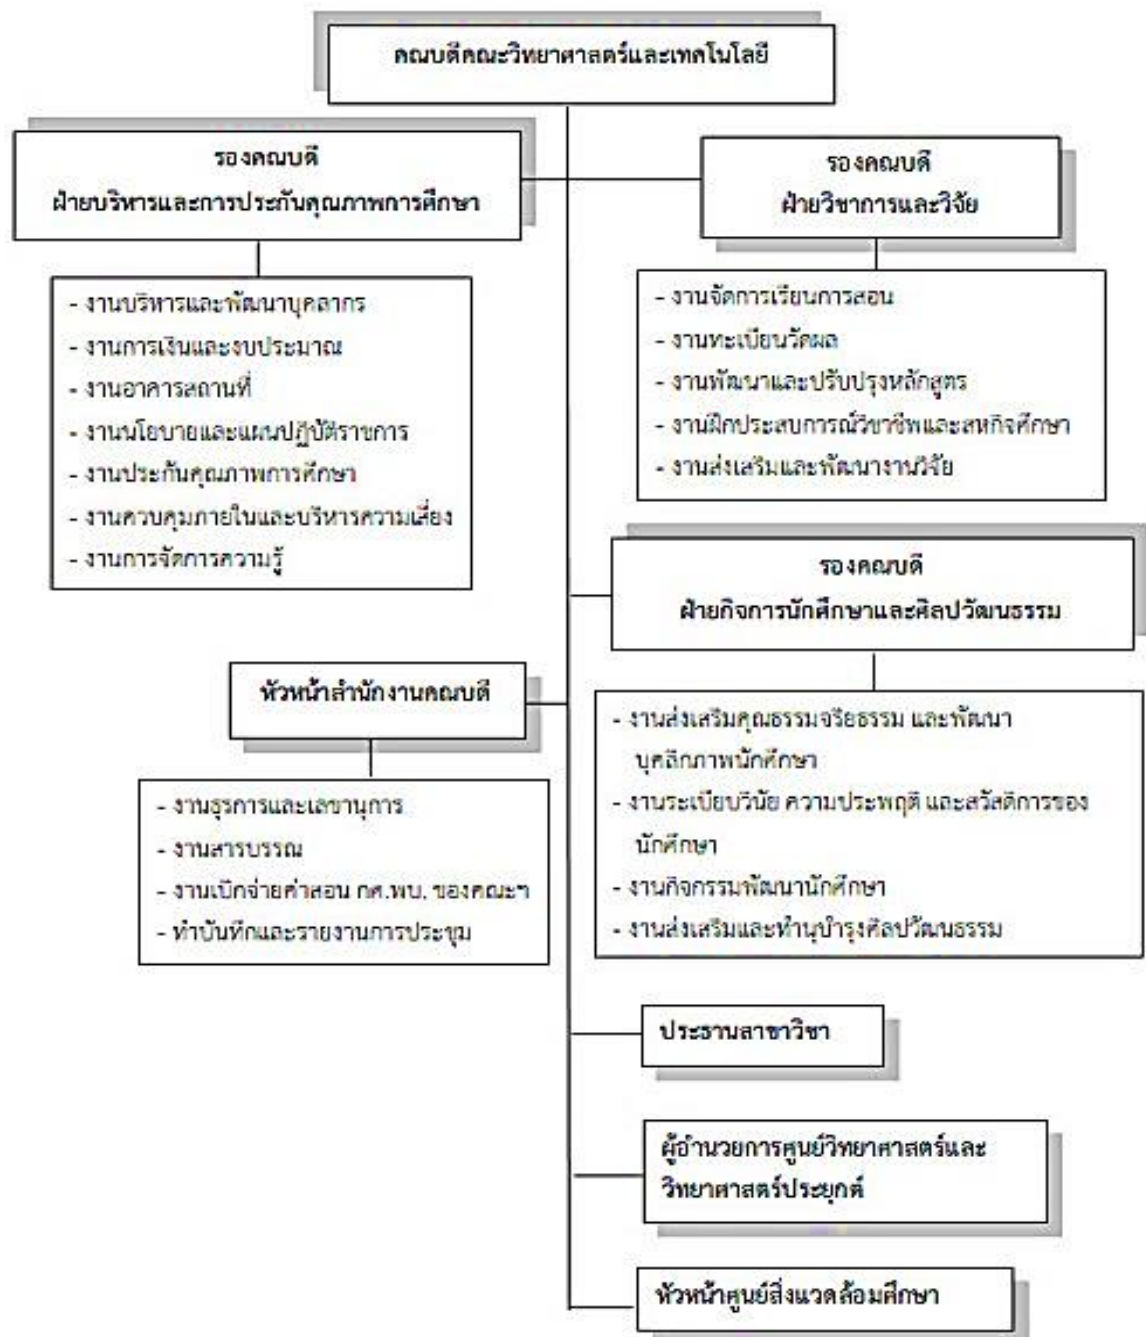 คณบดีคณะวิทยาศาสตร์และเทคโนโลยี
รองคณบดี
ฝ่ายบริหารและการประกันคุณภาพการศึกษา
รองคณบดี
ฝ่ายวิชาการและวิจัย
- งานบริหารและพัฒนาบุคลากร
- งานการเงินและงบประมาณ
- งานอาคารสถานที่
- งานนโยบายและแผนปฏิบัติราชการ
- งานประกันคุณภาพการศึกษา
- งานควบคุมภายในและบริหารความเสี่ยง
- งานการจัดการความรู้
- งานจัดการเรียนการสอน
- งานทะเบียนวัดผล
- งานพัฒนาและปรับปรุงหลักสูตร
- งานฝึกประสบการณ์วิชาชีพและสหกิจศึกษา
- งานส่งเสริมและพัฒนางานวิจัย
รองคณบดี
ฝ่ายกิจการนักศึกษาและศิลปวัฒนธรรม
หัวหน้าสำนักงานคณบดี
- งานส่งเสริมคุณธรรมจริยธรรม และพัฒนา
บุคลิกภาพนักศึกษา
- งานระเบียบวินัย ความประพฤติ และสวัสดิการของ
นักศึกษา
- งานกิจกรรมพัฒนานักศึกษา
- งานส่งเสริมและทำนุบำรุงศิลปวัฒนธรรม
- งานธุรการและเลขานุการ
- งานสารบรรณ
- งานเบิกจ่ายค่าสอน กศ.พบ. ของคณะฯ
- ทำบันทึกและรายงานการประชุม
ประธานสาขาวิชา
ผู้อำนวยการศูนย์วิทยาศาสตร์และ
วิทยาศาสตร์ประยุกต์
หัวหน้าศูนย์สิ่งแวดล้อมศึกษา